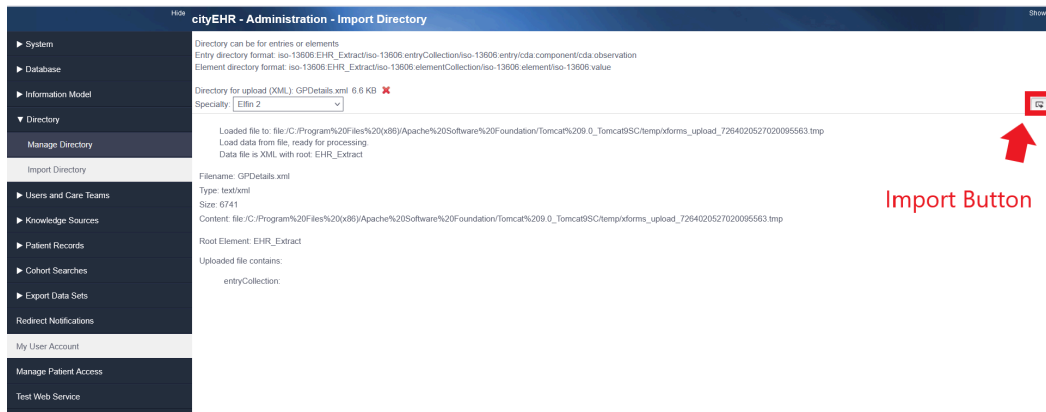 Hide
cityEHR - Administration - Import Directory
Show
► System
► Database
► Information Model
▼ Directory
Manage Directory
Import Directory
► Users and Care Teams
► Knowledge Sources
► Patient Records
► Cohort Searches
► Export Data Sets
Redirect Notifications
My User Account
Manage Patient Access
Test Web Service
Directory can be for entries or elements
Entry directory format: iso-13606:EHR_Extract/iso-13606:entryCollection/iso-13606:entry/cda:component/cda:observation
Element directory format: iso-13606:EHR_Extract/iso-13606:elementCollection/iso-13606:element/iso-13606:value
Directory for upload (XML): GPDetails.xml 6.6 KB
Specialty: Elfin 2
Loaded file to: file:/C:/Program%20Files%20(x86)/Apache%20Software%20Foundation/Tomcat%209.0_Tomcat9SC/temp/xforms_upload_7264020527020095563.tmp
Load data from file, ready for processing.
Data file is XML with root: EHR_Extract
Filename: GPDetails.xml
Type: text/xml
Size: 6741
Content: file:/C:/Program%20Files%20(x86)/Apache%20Software%20Foundation/Tomcat%209.0_Tomcat9SC/temp/xforms_upload_7264020527020095563.tmp
Root Element: EHR_Extract
Uploaded file contains:
entryCollection:
Import Button